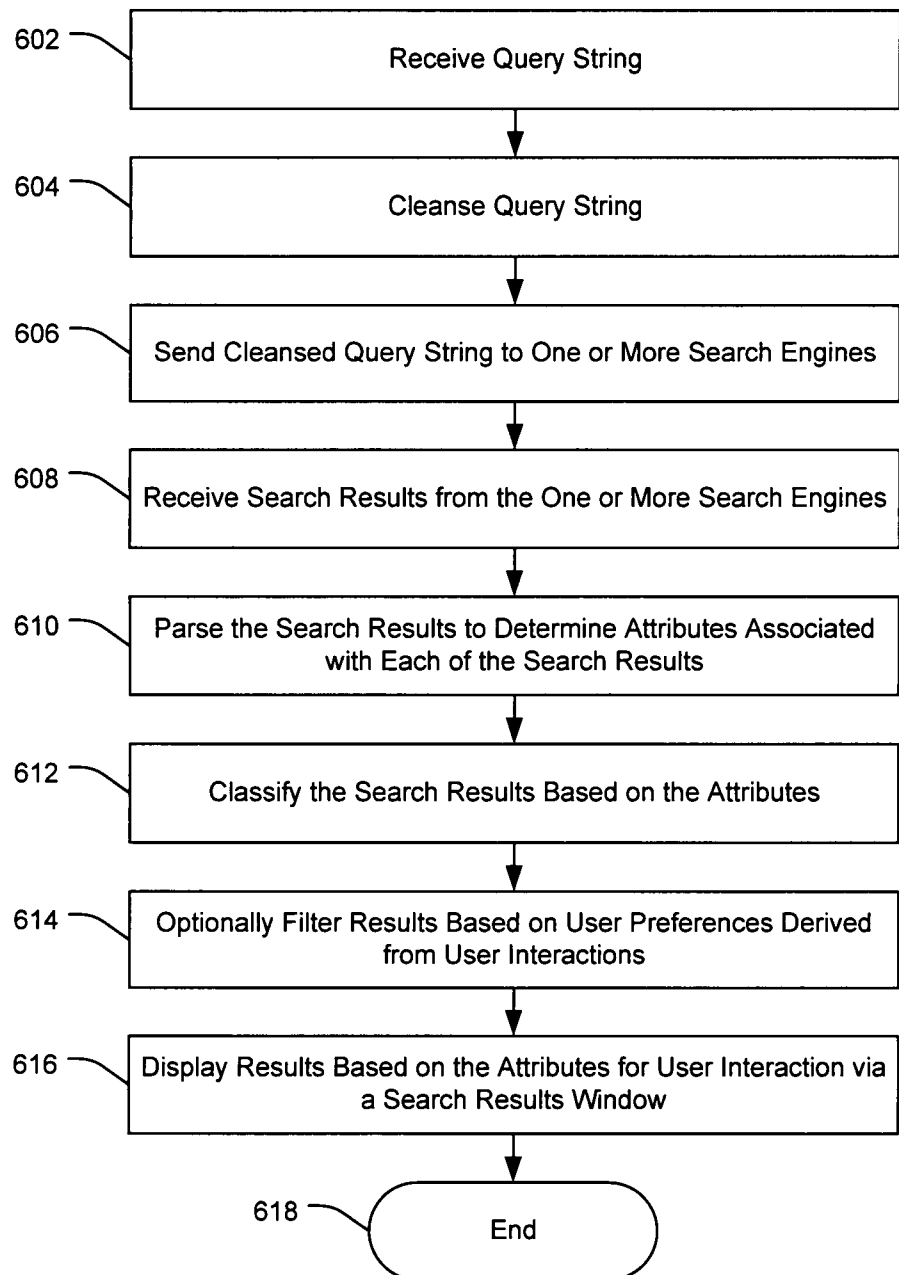 602
Receive Query String
604
Cleanse Query String
606
Send Cleansed Query String to One or More Search Engines
608
Receive Search Results from the One or More Search Engines
610
Parse the Search Results to Determine Attributes Associated
with Each of the Search Results
612
Classify the Search Results Based on the Attributes
614
Optionally Filter Results Based on User Preferences Derived
from User Interactions
616
Display Results Based on the Attributes for User Interaction via
a Search Results Window
618
End